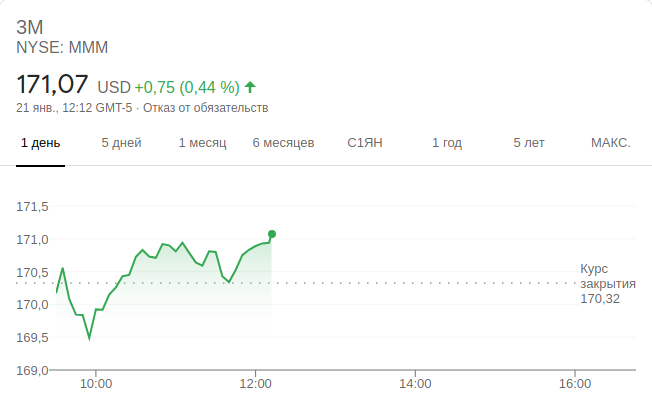 3M
NYSE: MMM
171,07 USD +0,75 (0,44 %)
21 янв., 12:12 GMT-5 · Отказ от обязательств
1 день 5 дней 1 месяц 6 месяцев С1ЯН 1 год 5 лет МАКС.
171,5
171,0
170,5
170,0
169,5
169,0
Курс
закрытия
170,32
10:00 12:00 14:00 16:00